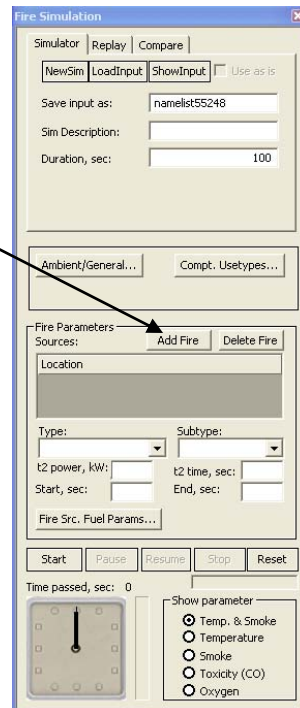 Fire Simulation
Simulator Replay Compare
NewSim LoadInput ShowInput Use as is
Save input as: namelist55248
Sim Description:
Duration, sec: 100
Ambient/General... Compt. Usetypes...
Fire Parameters
Sources: Add Fire Delete Fire
Location
Type: Subtype:
t2 power, kW: t2 time, sec:
Start, sec: End, sec:
Fire Src. Fuel Params...
Start Pause Resume Stop Reset
Time passed, sec: 0
Show parameter
Temp. & Smoke
Temperature
Smoke
Toxicity (CO)
Oxygen